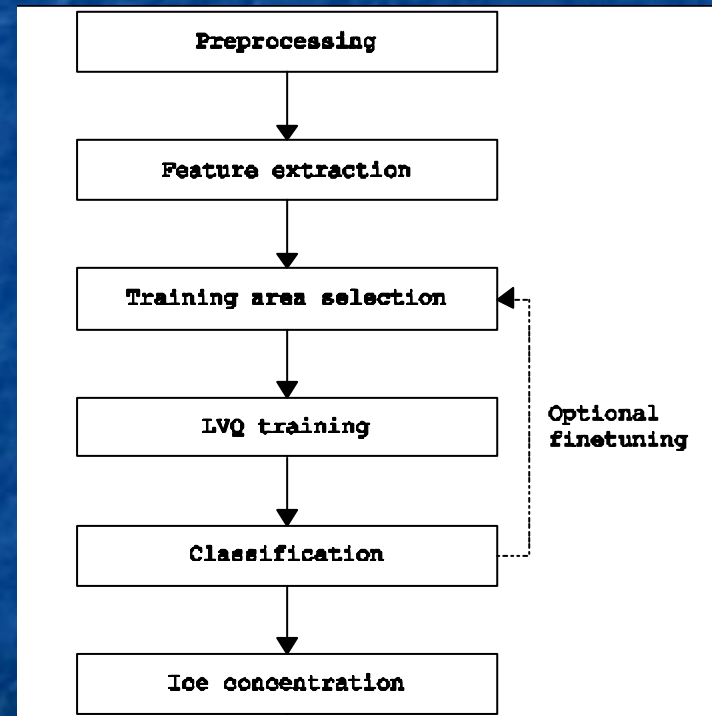 Preprocessing
Feature extraction
Training area selection
LVQ training
Optional
finetuning
Classification
Ice concentration